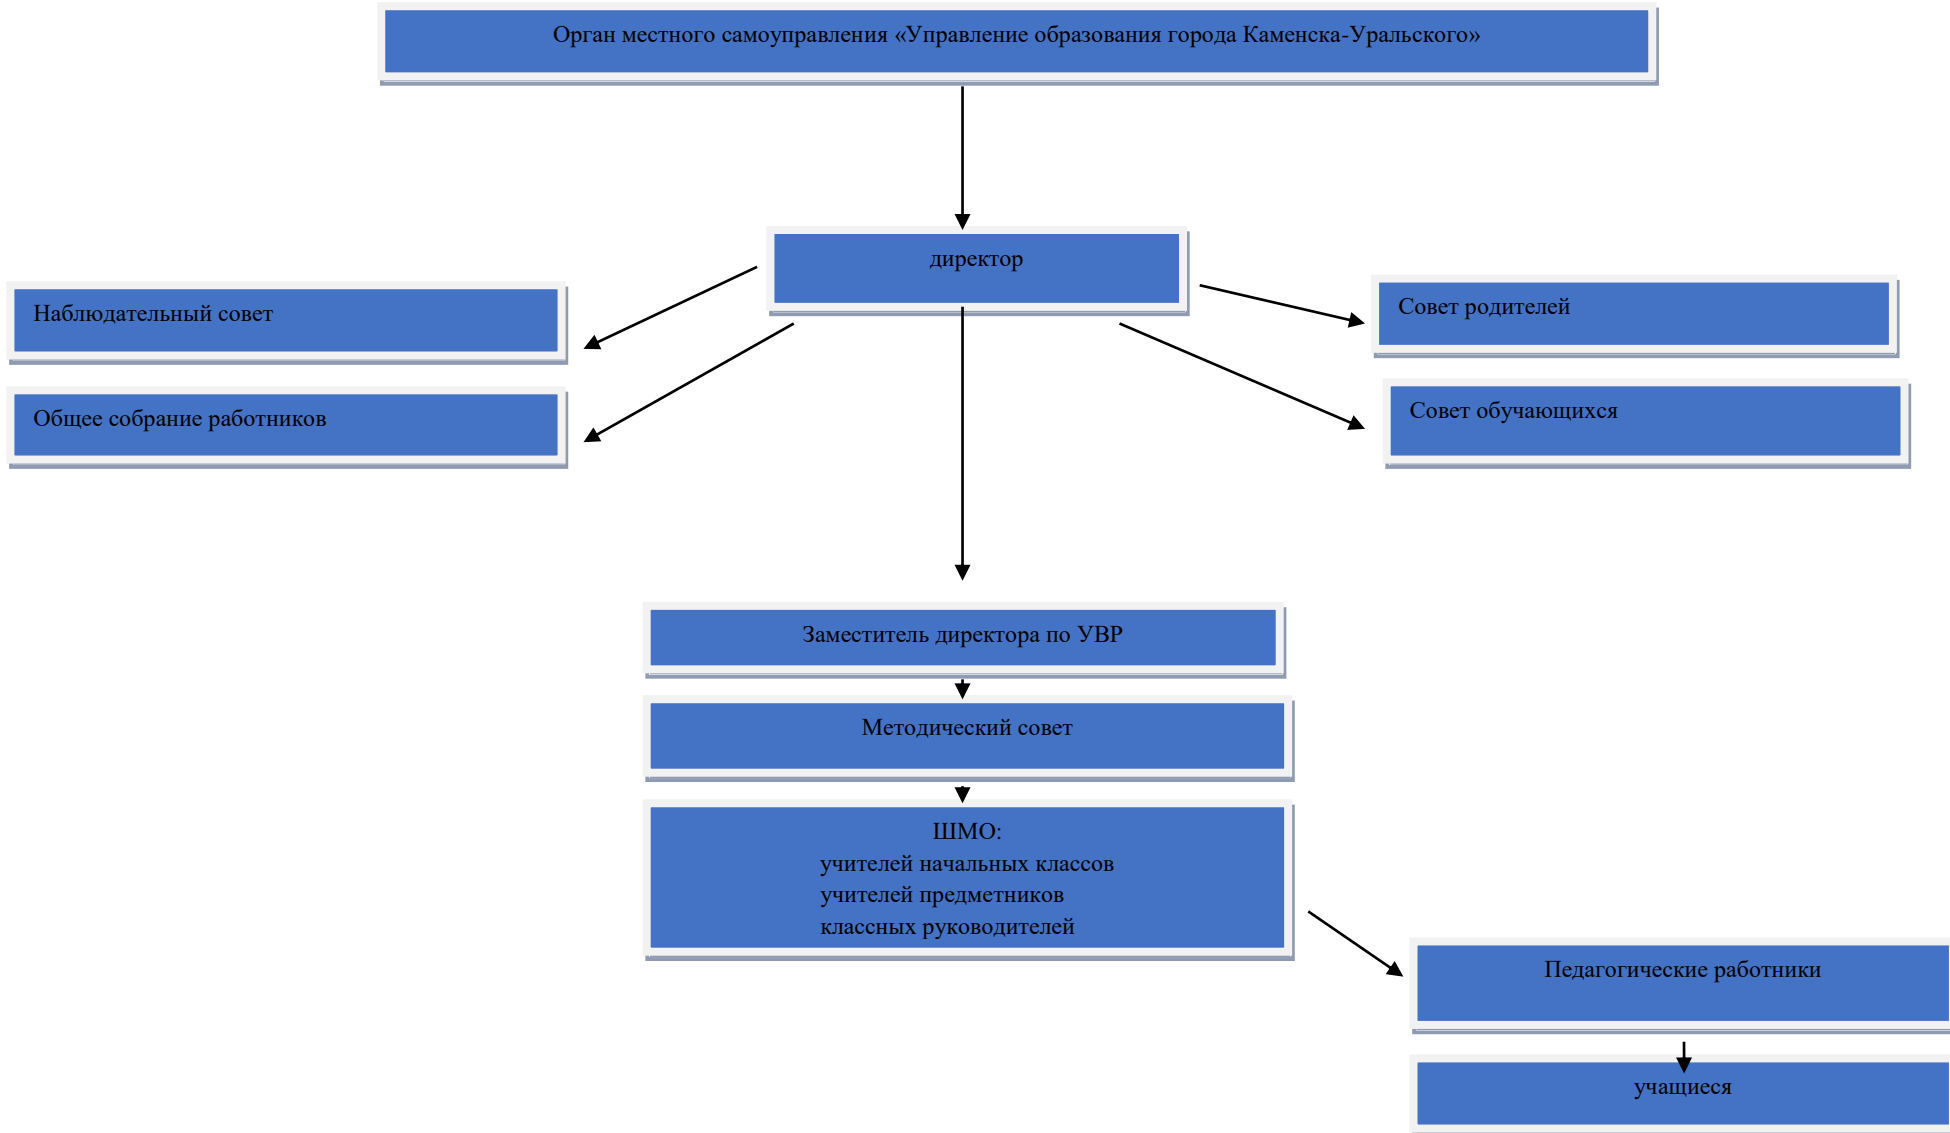 Орган местного самоуправления «Управление образования города Каменска-Уральского»
директор
Наблюдательный совет
Совет родителей
Общее собрание работников
Совет обучающихся
Заместитель директора по УВР
Методический совет
ШМО:
учителей начальных классов
учителей предметников
классных руководителей
Педагогические работники
учащиеся